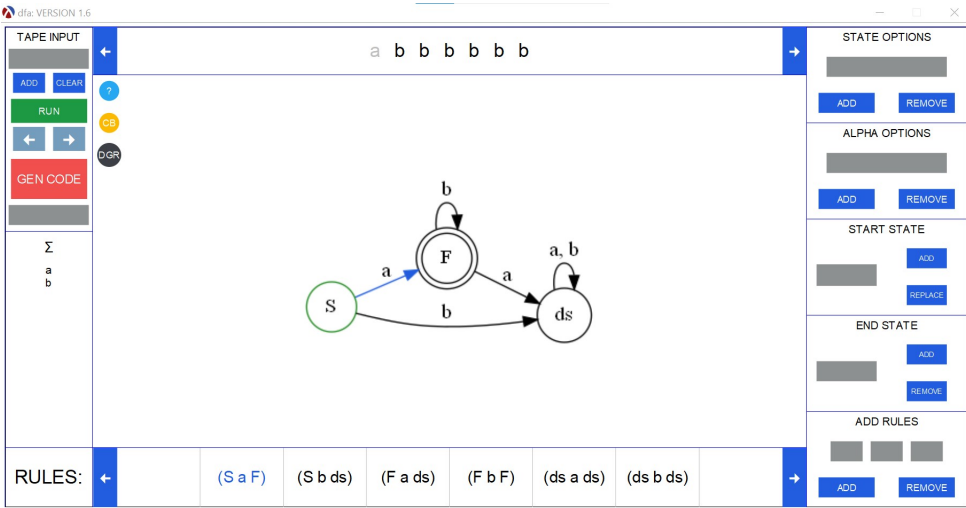 dfa: VERSION 1.6
TAPE INPUT
ADD CLEAR
RUN
← →
GEN CODE
Σ
a
b
← a b b b b b b →
?
CB
DGR
b
F
a
a
a, b
S
b
ds
STATE OPTIONS
ADD REMOVE
ALPHA OPTIONS
ADD REMOVE
START STATE
ADD
REPLACE
END STATE
ADD
REMOVE
ADD RULES
ADD REMOVE
RULES: ← (S a F) (S b ds) (F a ds) (F b F) (ds a ds) (ds b ds) →